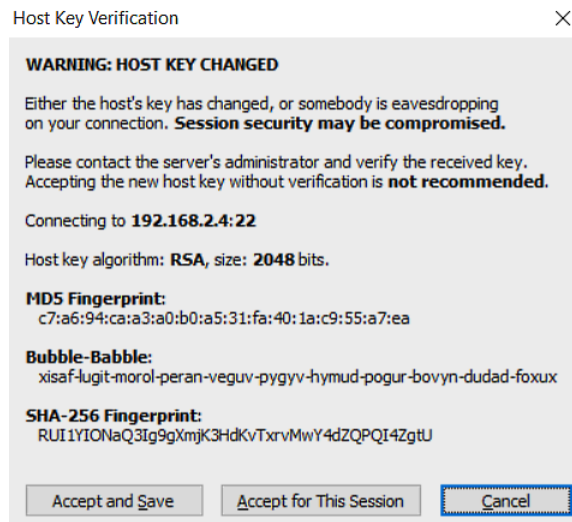 Host Key Verification
WARNING: HOST KEY CHANGED
Either the host's key has changed, or somebody is eavesdropping
on your connection. Session security may be compromised.
Please contact the server's administrator and verify the received key.
Accepting the new host key without verification is not recommended.
Connecting to 192.168.2.4:22
Host key algorithm: RSA, size: 2048 bits.
MD5 Fingerprint:
c7:a6:94:ca:a3:a0:b0:a5:31:fa:40:1a:c9:55:a7:ea
Bubble-Babble:
xisaf-lugit-morol-peran-veguv-pygyv-hymud-pogur-bovyn-dudad-foxux
SHA-256 Fingerprint:
RUI1YIONaQ3Ig9gXmjK3HdKvTxrvMwY4dZQPQI4ZgtU
Accept and Save
Accept for This Session
Cancel